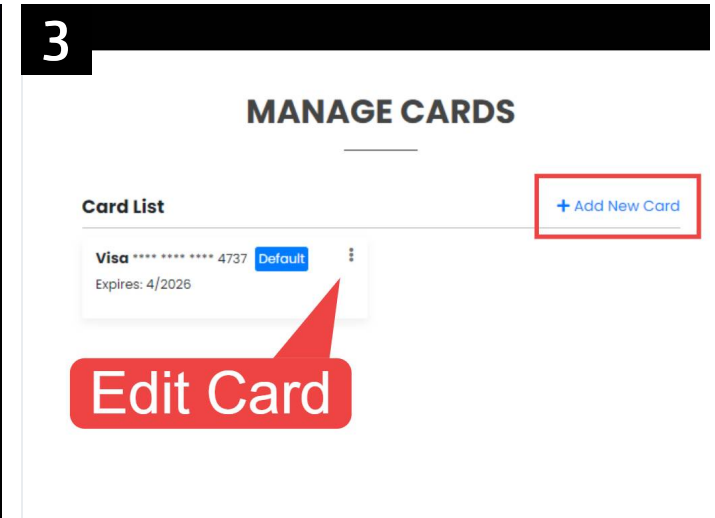 3
MANAGE CARDS
Card List
+ Add New Card
Visa **** **** **** 4737 Default
Expires: 4/2026
Edit Card